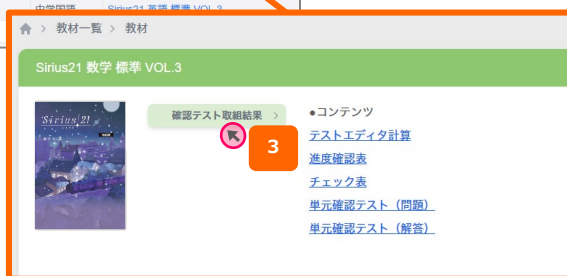 中学国語 Sirius21 英語 標準 VOL.3
> 教材一覧 > 教材
Sirius21 数学 標準 VOL.3
Sirius 21
確認テスト取組結果 >
3
●コンテンツ
テストエディタ計算
進度確認表
チェック表
単元確認テスト（問題）
単元確認テスト（解答）